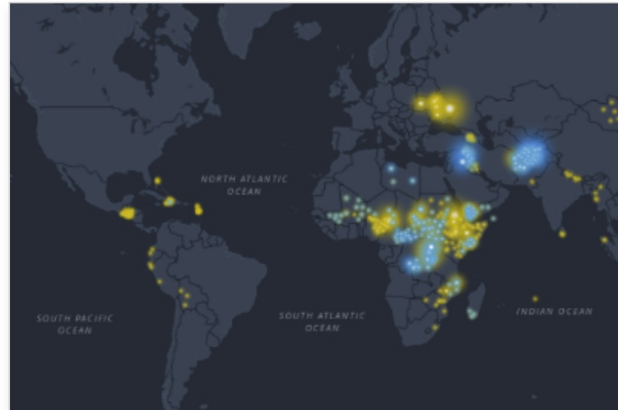 NORTH ATLANTIC
OCEAN
SOUTH PACIFIC
OCEAN
SOUTH ATLANTIC
OCEAN
INDIAN OCEAN